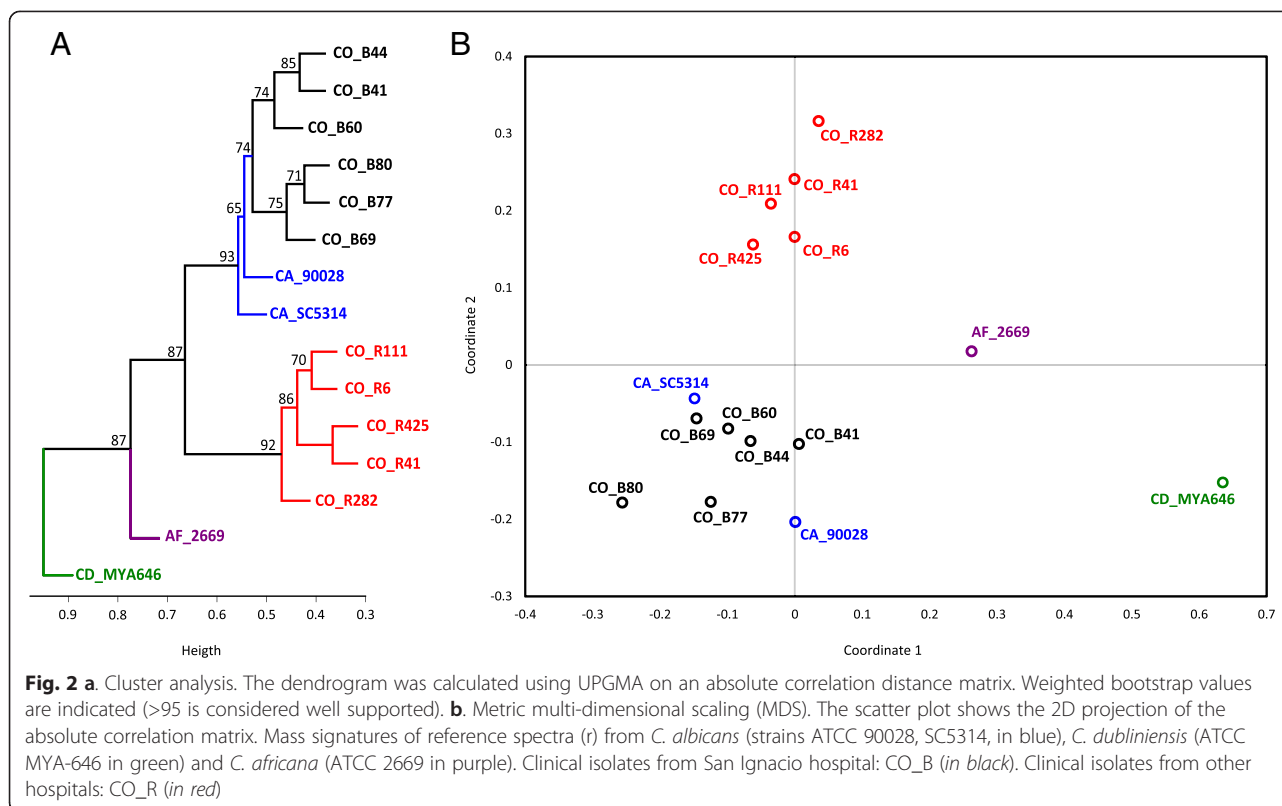 A
B
CO_B44
85
CO_B41
74
CO_B60
74
CO_B80
71
CO_B77
75
65
CO_B69
93
CA_90028
CA_SC5314
87
CO_R111
70
CO_R6
86
CO_R425
92
CO_R41
87
CO_R282
AF_2669
CD_MYA646
0.9 0.8 0.7 0.6 0.5 0.4 0.3
Heigth
0.4
0.3
0.2
0.1
0
-0.1
-0.2
-0.3
Coordinate 2
CO_R282
CO_R111
CO_R41
CO_R425
CO_R6
AF_2669
CA_SC5314
CO_B60
CO_B69
CO_B41
CO_B44
CO_B80
CD_MYA646
CO_B77
CA_90028
-0.4 -0.3 -0.2 -0.1 0 0.1 0.2 0.3 0.4 0.5 0.6 0.7
Coordinate 1
Fig. 2 a. Cluster analysis. The dendrogram was calculated using UPGMA on an absolute correlation distance matrix. Weighted bootstrap values
are indicated (>95 is considered well supported). b. Metric multi-dimensional scaling (MDS). The scatter plot shows the 2D projection of the
absolute correlation matrix. Mass signatures of reference spectra (r) from C. albicans (strains ATCC 90028, SC5314, in blue), C. dubliniensis (ATCC
MYA-646 in green) and C. africana (ATCC 2669 in purple). Clinical isolates from San Ignacio hospital: CO_B (in black). Clinical isolates from other
hospitals: CO_R (in red)